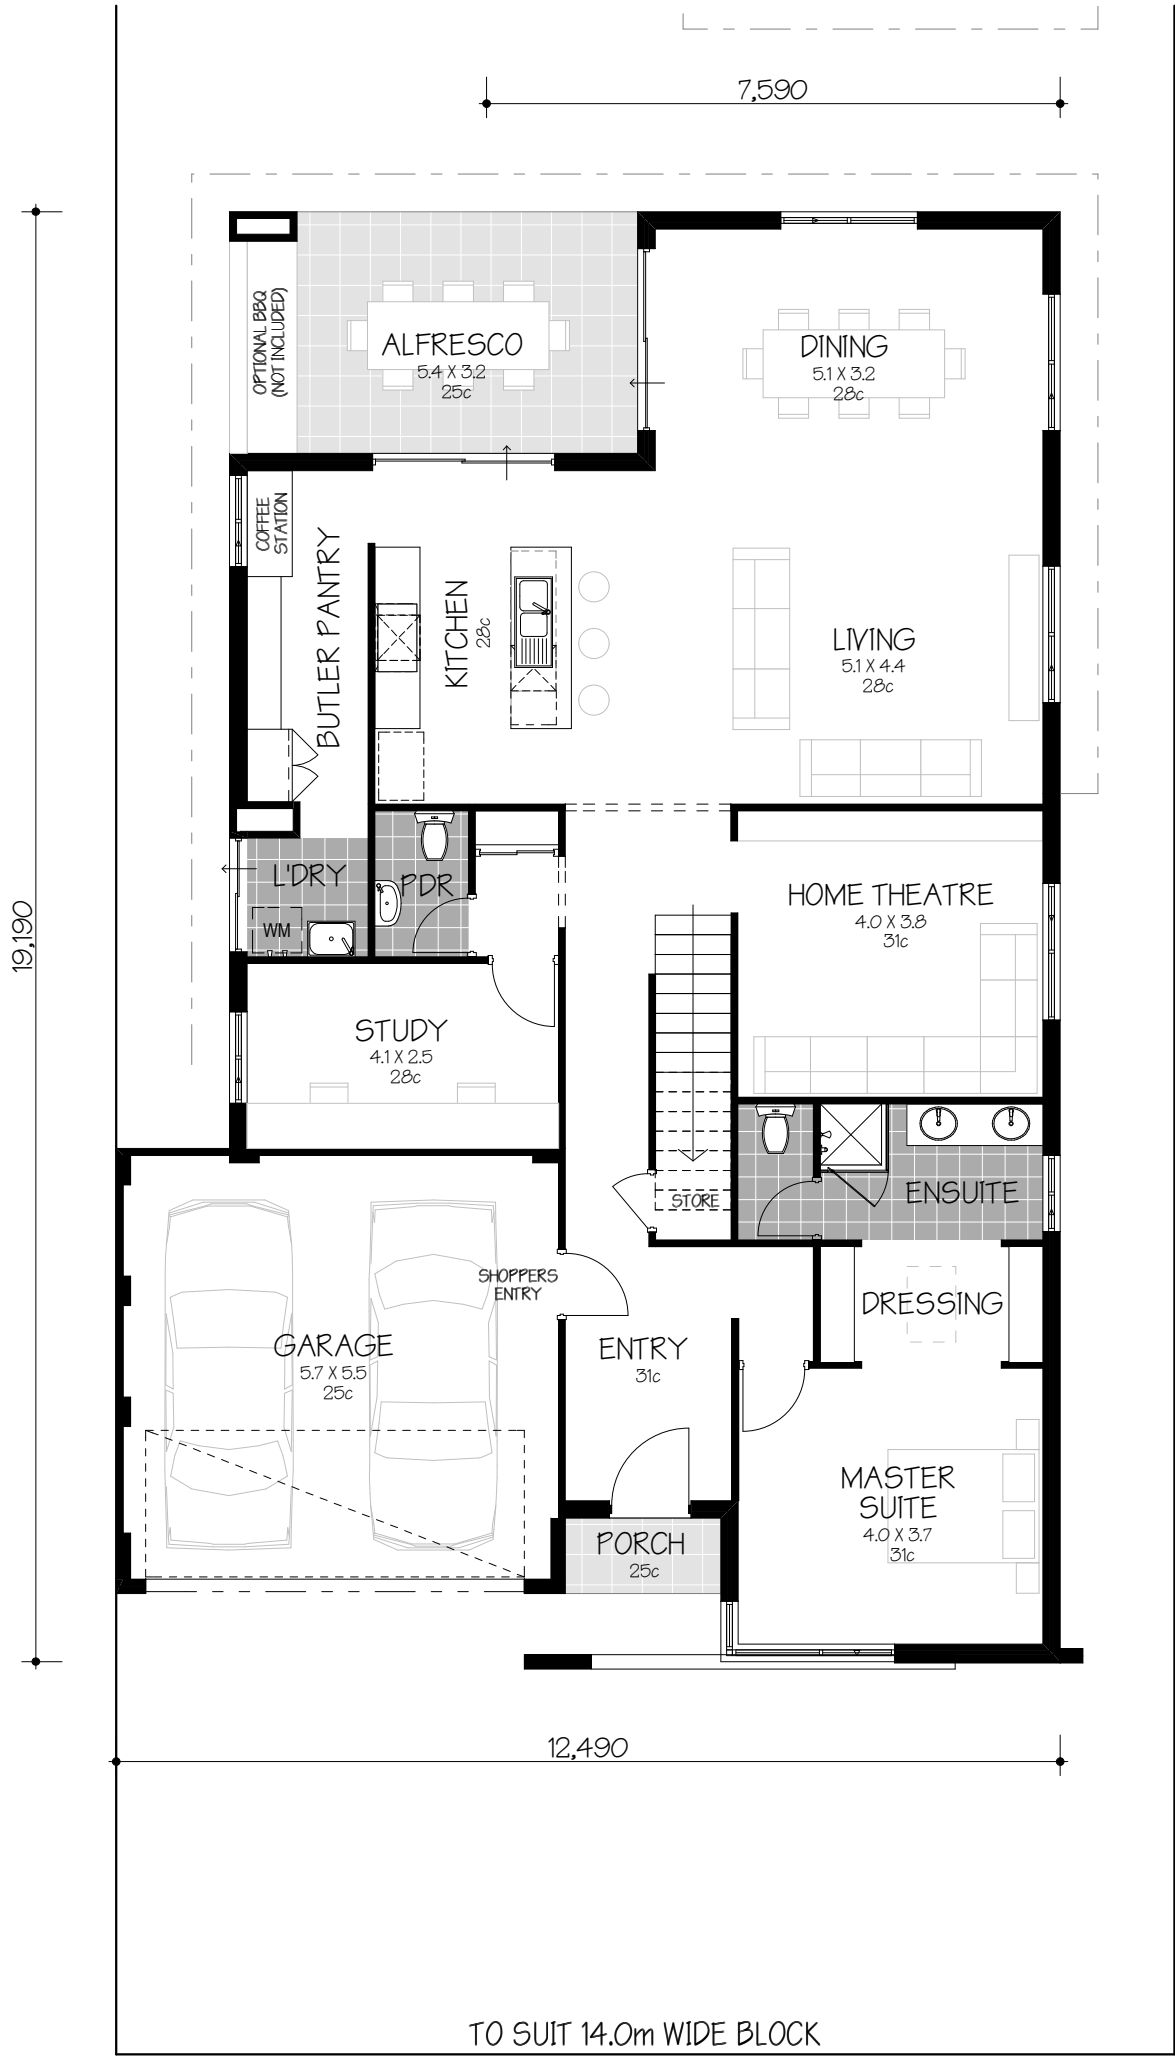 7,590
OPTIONAL BBQ
(NOT INCLUDED)
ALFRESCO
5.4 X 3.2
25c
DINING
5.1 X 3.2
28c
COFFEE
STATION
BUTLER PANTRY
KITCHEN
28c
LIVING
5.1 X 4.4
28c
19,190
L'DRY
WM
PDR
HOME THEATRE
4.0 X 3.8
31c
STUDY
4.1 X 2.5
28c
STORE
ENSUITE
SHOPPERS
ENTRY
DRESSING
GARAGE
5.7 X 5.5
25c
ENTRY
31c
MASTER
SUITE
4.0 X 3.7
31c
PORCH
25c
12,490
TO SUIT 14.0m WIDE BLOCK